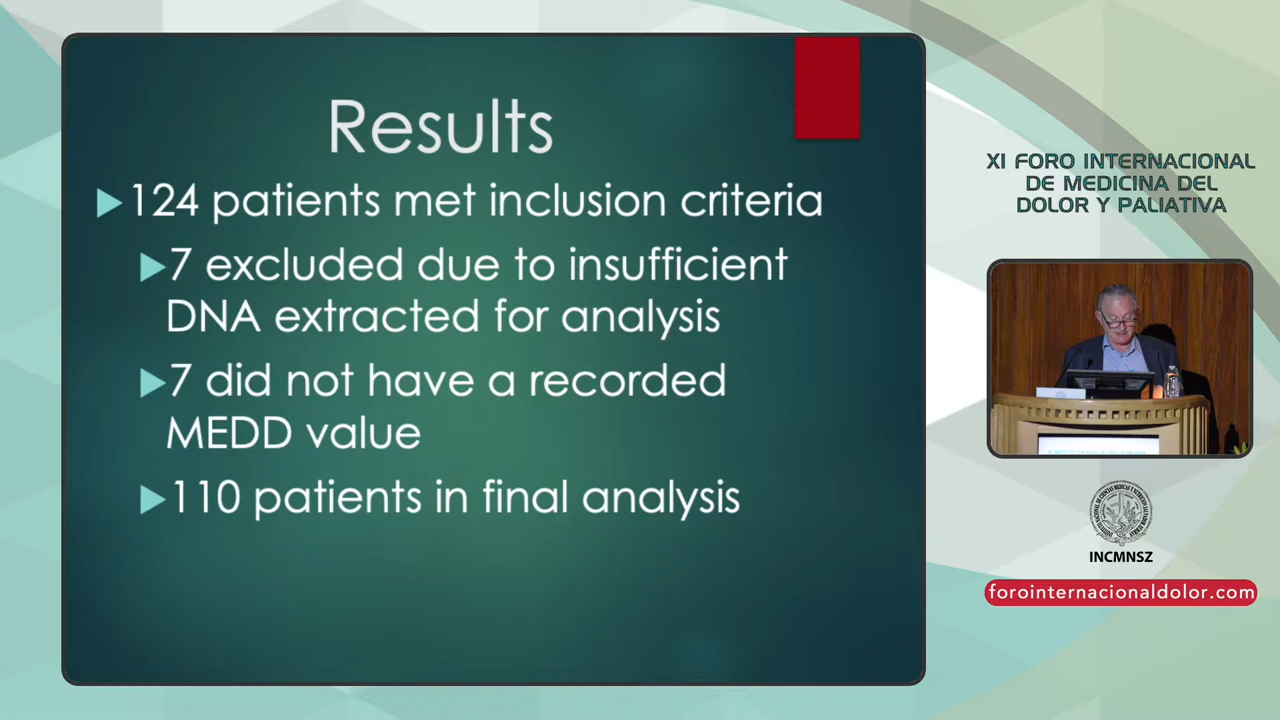 Results
124 patients met inclusion criteria
7 excluded due to insufficient
DNA extracted for analysis
7 did not have a recorded
MEDD value
110 patients in final analysis
XI FORO INTERNACIONAL
DE MEDICINA DEL
DOLOR Y PALIATIVA
INCMNSZ
forointernacionaldolor.com